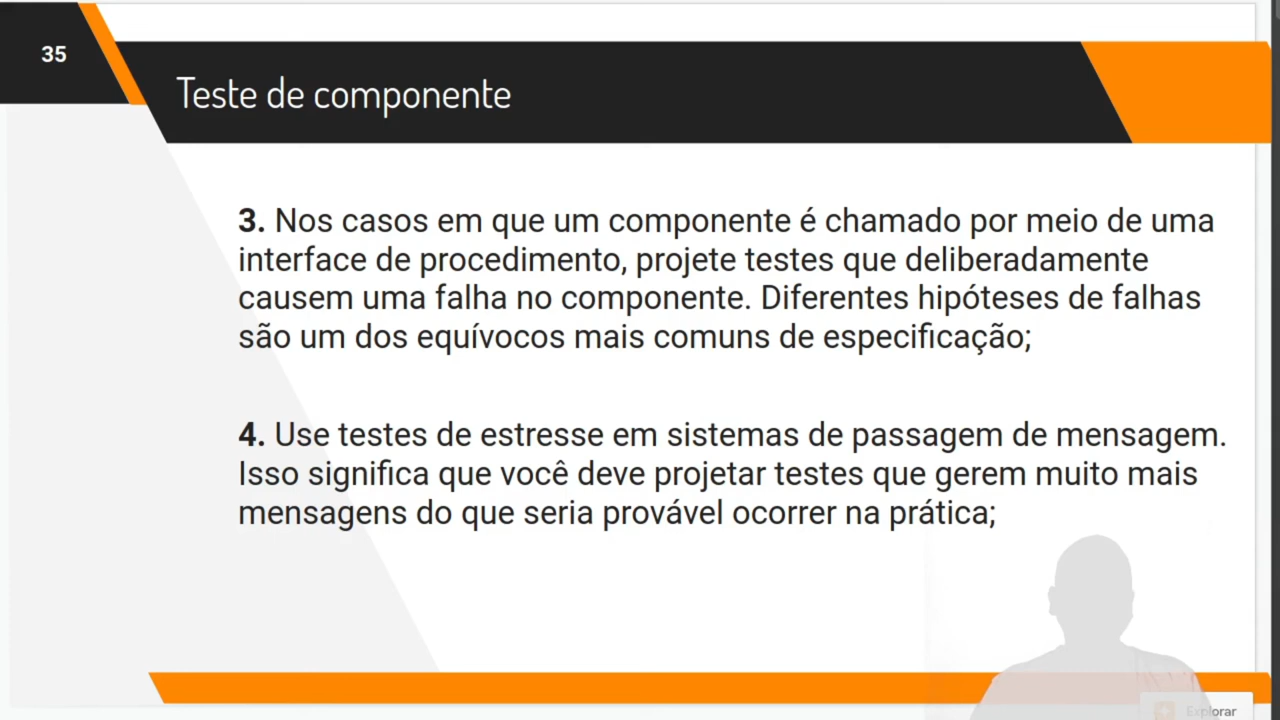 35
Teste de componente
3. Nos casos em que um componente é chamado por meio de uma
interface de procedimento, projete testes que deliberadamente
causem uma falha no componente. Diferentes hipóteses de falhas
são um dos equívocos mais comuns de especificação;
4. Use testes de estresse em sistemas de passagem de mensagem.
Isso significa que você deve projetar testes que gerem muito mais
mensagens do que seria provável ocorrer na prática;
Explorar